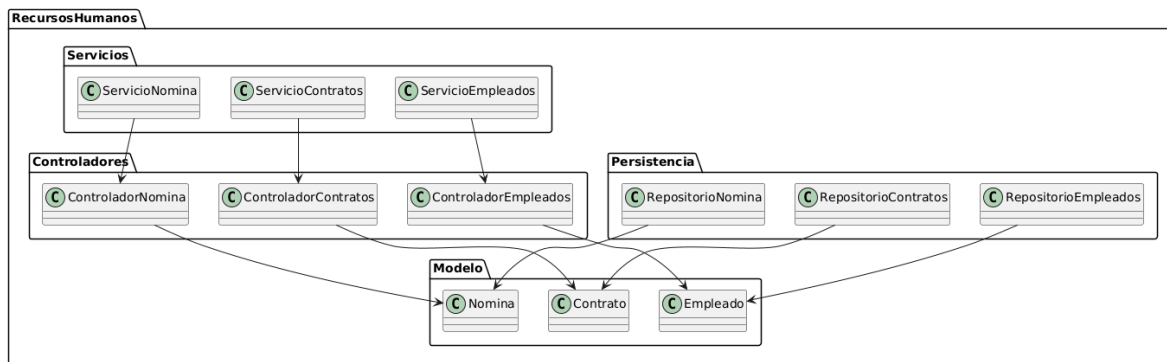 RecursosHumanos
Servicios
C ServicioNomina
C ServicioContratos
C ServicioEmpleados
Controladores
C ControladorNomina
C ControladorContratos
C ControladorEmpleados
Persistencia
C RepositorioNomina
C RepositorioContratos
C RepositorioEmpleados
Modelo
C Nomina
C Contrato
C Empleado